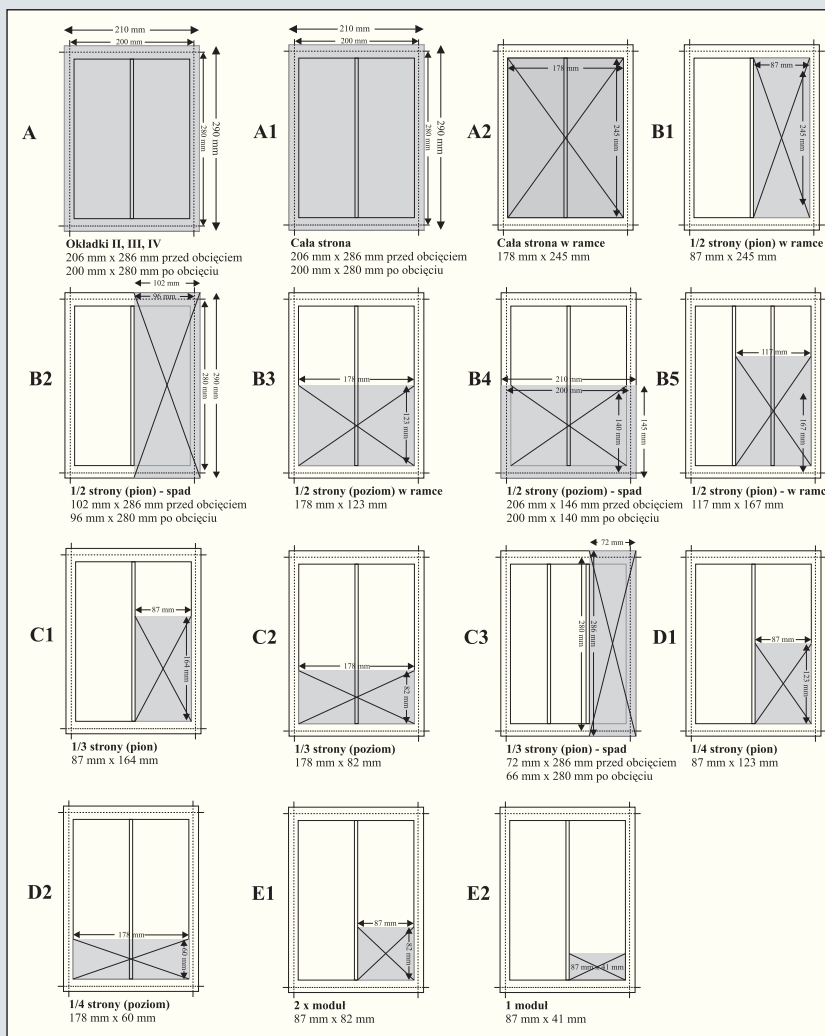 210 mm
200 mm
280 mm
290 mm
A
Okładki II, III, IV
206 mm x 286 mm przed obcięciem
200 mm x 280 mm po obcięciu
210 mm
200 mm
280 mm
290 mm
A1
Cała strona
206 mm x 286 mm przed obcięciem
200 mm x 280 mm po obcięciu
178 mm
245 mm
A2
Cała strona w ramce
178 mm x 245 mm
87 mm
245 mm
B1
1/2 strony (pion) w ramce
87 mm x 245 mm
102 mm
96 mm
280 mm
290 mm
B2
1/2 strony (pion) - spad
102 mm x 286 mm przed obcięciem
96 mm x 280 mm po obcięciu
178 mm
123 mm
B3
1/2 strony (poziom) w ramce
178 mm x 123 mm
210 mm
200 mm
140 mm
145 mm
B4
1/2 strony (poziom) - spad
206 mm x 146 mm przed obcięciem
200 mm x 140 mm po obcięciu
117 mm
167 mm
B5
1/2 strony (pion) - w ramce
117 mm x 167 mm
87 mm
164 mm
C1
1/3 strony (pion)
87 mm x 164 mm
178 mm
82 mm
C2
1/3 strony (poziom)
178 mm x 82 mm
72 mm
280 mm
286 mm
C3
1/3 strony (pion) - spad
72 mm x 286 mm przed obcięciem
66 mm x 280 mm po obcięciu
87 mm
123 mm
D1
1/4 strony (pion)
87 mm x 123 mm
178 mm
60 mm
D2
1/4 strony (poziom)
178 mm x 60 mm
87 mm
82 mm
E1
2 x moduł
87 mm x 82 mm
87 mm x 41 mm
E2
1 moduł
87 mm x 41 mm